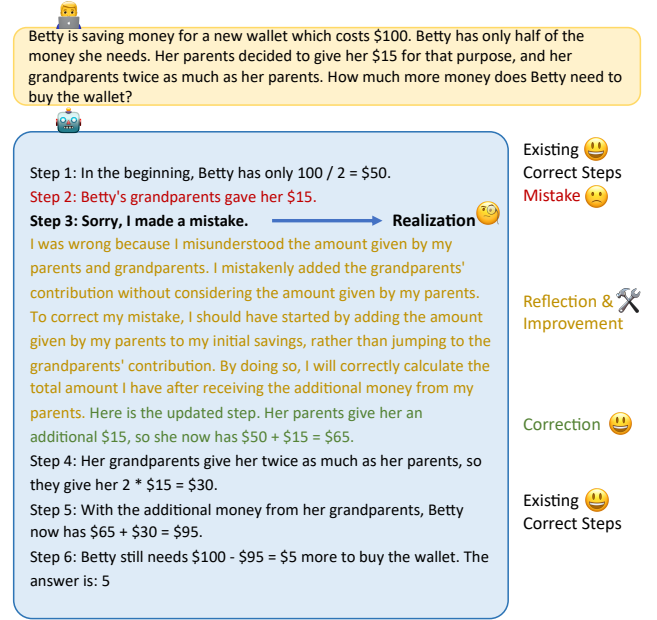 Betty is saving money for a new wallet which costs $100. Betty has only half of the
money she needs. Her parents decided to give her $15 for that purpose, and her
grandparents twice as much as her parents. How much more money does Betty need to
buy the wallet?
Step 1: In the beginning, Betty has only 100 / 2 = $50.
Step 2: Betty's grandparents gave her $15.
Step 3: Sorry, I made a mistake.
Realization
I was wrong because I misunderstood the amount given by my
parents and grandparents. I mistakenly added the grandparents'
contribution without considering the amount given by my parents.
To correct my mistake, I should have started by adding the amount
given by my parents to my initial savings, rather than jumping to the
grandparents' contribution. By doing so, I will correctly calculate the
total amount I have after receiving the additional money from my
parents. Here is the updated step. Her parents give her an
additional $15, so she now has $50 + $15 = $65.
Step 4: Her grandparents give her twice as much as her parents, so
they give her 2 * $15 = $30.
Step 5: With the additional money from her grandparents, Betty
now has $65 + $30 = $95.
Step 6: Betty still needs $100 - $95 = $5 more to buy the wallet. The
answer is: 5
Existing
Correct Steps
Mistake
Reflection &
Improvement
Correction
Existing
Correct Steps